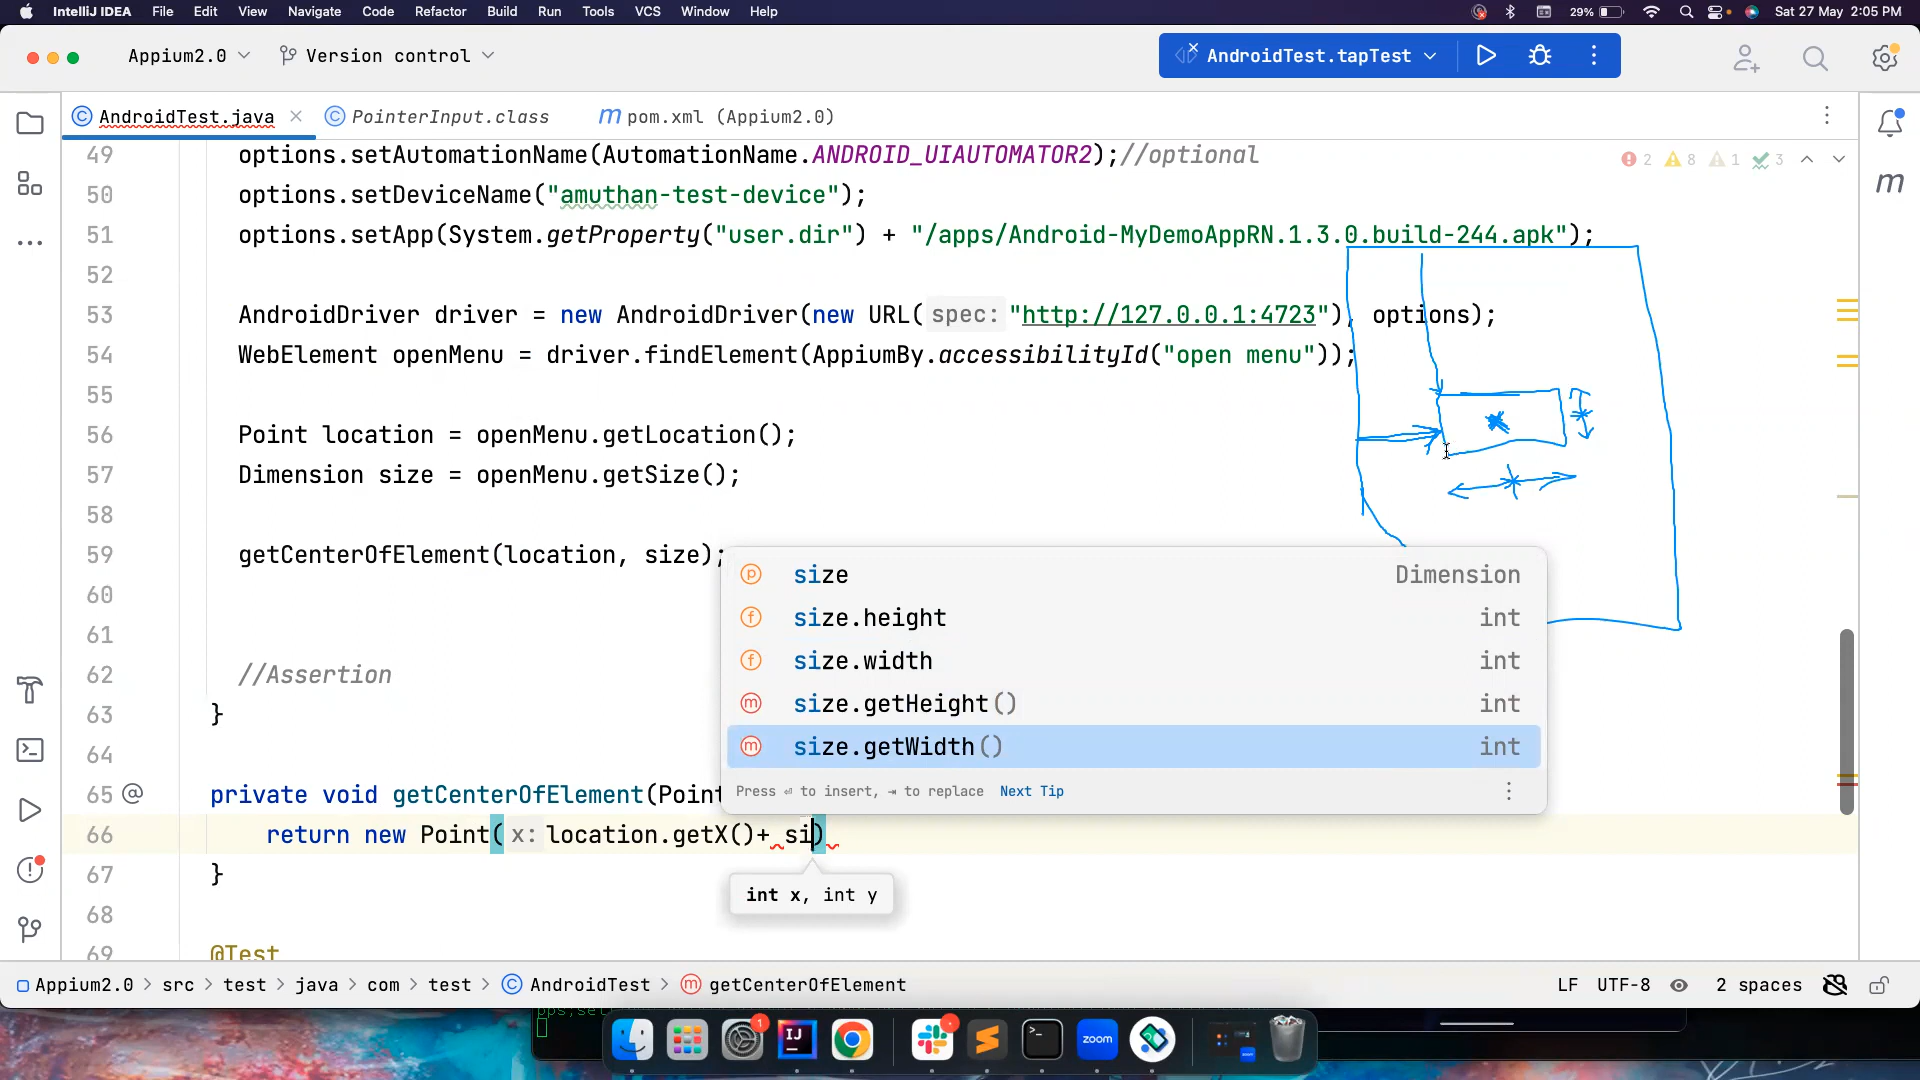 IntelliJ IDEA File Edit View Navigate Code Refactor Build Run Tools VCS Window Help 29% Sat 27 May 2:05 PM
Appium2.0 Version control AndroidTest.tapTest
AndroidTest.java PointerInput.class m pom.xml (Appium2.0)
49 options.setAutomationName(AutomationName.ANDROID_UIAUTOMATOR2);//optional
2 8 1 3
50 options.setDeviceName("amuthan-test-device");
51 options.setApp(System.getProperty("user.dir") + "/apps/Android-MyDemoAppRN.1.3.0.build-244.apk");
52
53 AndroidDriver driver = new AndroidDriver(new URL( spec: "http://127.0.0.1:4723"), options);
54 WebElement openMenu = driver.findElement(AppiumBy.accessibilityId("open menu"));
55
56 Point location = openMenu.getLocation();
57 Dimension size = openMenu.getSize();
58
59 getCenterOfElement(location, size);
60
61
62 //Assertion
63 }
64
65 @ private void getCenterOfElement(Point
66 return new Point( x: location.getX()+ si)
67 }
68
69 @Test
size Dimension
size.height int
size.width int
size.getHeight() int
size.getWidth() int
Press ⏎ to insert, ⇥ to replace Next Tip
int x, int y
Appium2.0 > src > test > java > com > test > AndroidTest > getCenterOfElement LF UTF-8 2 spaces
zoom